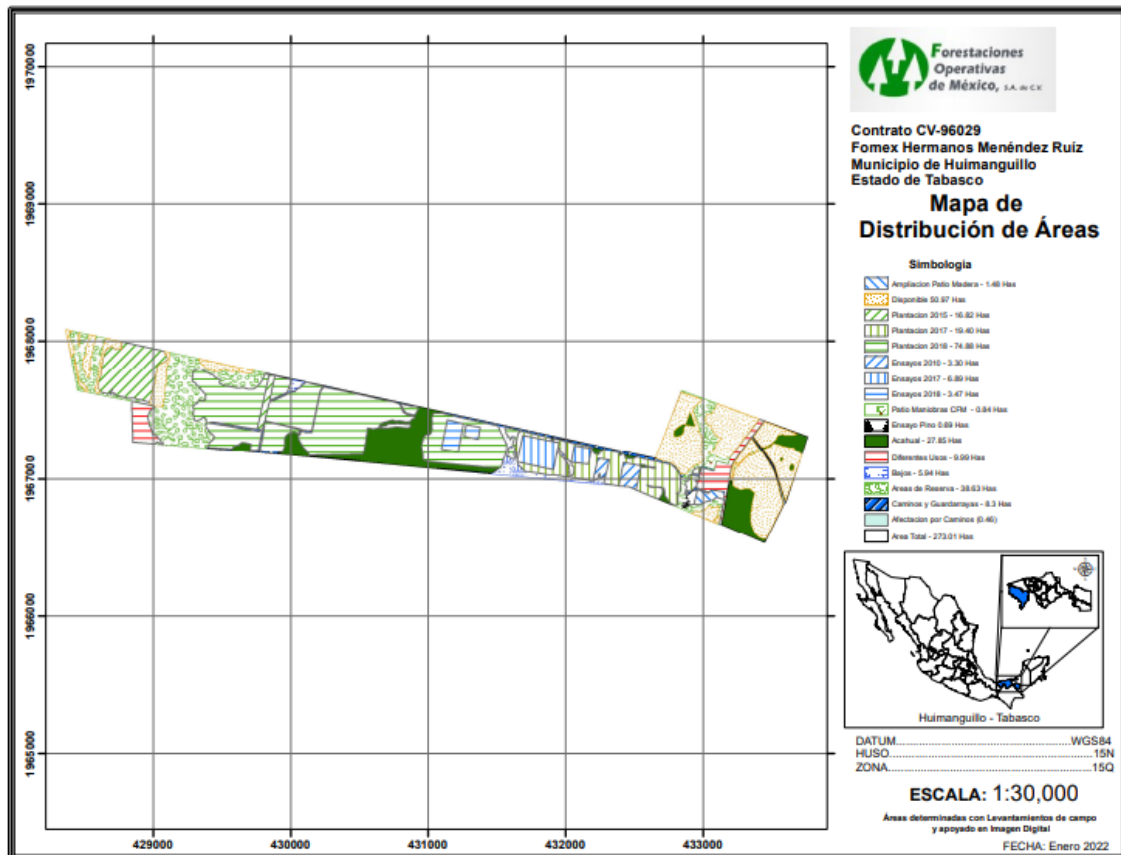 Forestaciones
Operativas
de México, S.A. de C.V.
Contrato CV-96029
Fomex Hermanos Menéndez Ruíz
Municipio de Huimanguillo
Estado de Tabasco
Mapa de
Distribución de Áreas
Simbologia
Ampliacion Patio Madera - 1.48 Has
Disponible 50.97 Has
Plantacion 2015 - 16.82 Has
Plantacion 2017 - 19.40 Has
Plantacion 2018 - 74.88 Has
Ensayos 2010 - 3.30 Has
Ensayos 2017 - 6.89 Has
Ensayos 2018 - 3.47 Has
Patio Maniobras CFM - 0.84 Has
Ensayo Pino 0.89 Has
Acahual - 27.85 Has
Diferentes Usos - 9.99 Has
Bajos - 5.94 Has
Areas de Reserva - 38.63 Has
Caminos y Guardarrayas - 8.3 Has
Afectacion por Caminos (0.46)
Area Total - 273.01 Has
Huimanguillo - Tabasco
DATUM...WGS84
HUSO...15N
ZONA...15Q
ESCALA: 1:30,000
Áreas determinadas con Levantamientos de campo
y apoyado en Imagen Digital
FECHA: Enero 2022
1970000
1969000
1968000
1967000
1966000
1965000
429000
430000
431000
432000
433000